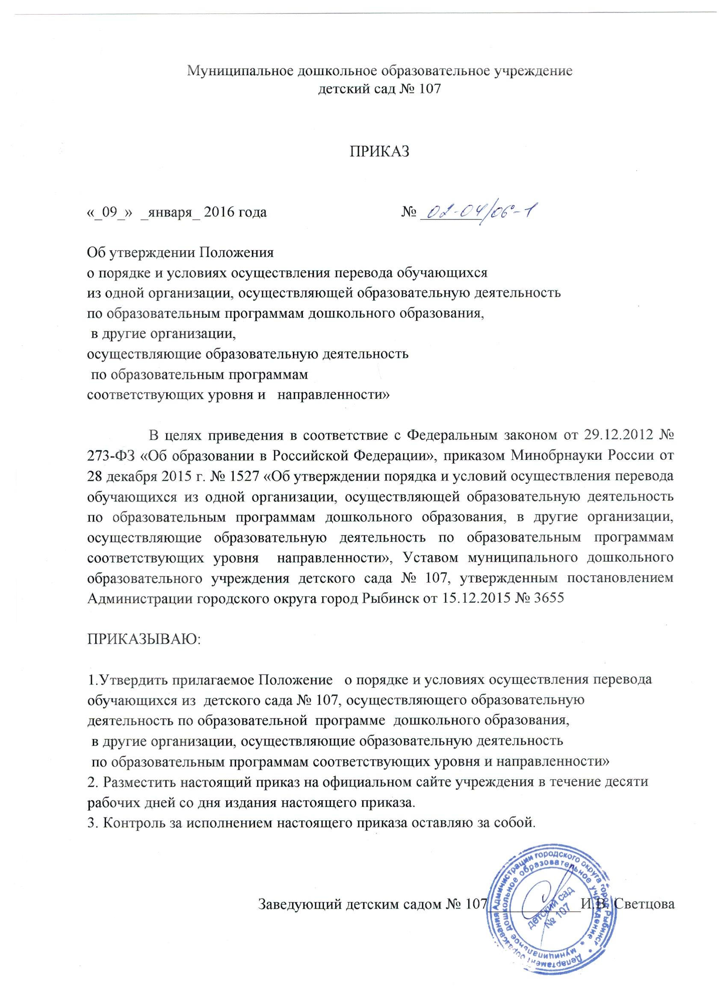 Муниципальное дошкольное образовательное учреждение
детский сад № 107
ПРИКАЗ
«_09_» _января_ 2016 года № 02-04/06-1
Об утверждении Положения
о порядке и условиях осуществления перевода обучающихся
из одной организации, осуществляющей образовательную деятельность
по образовательным программам дошкольного образования,
в другие организации,
осуществляющие образовательную деятельность
по образовательным программам
соответствующих уровня и направленности»
В целях приведения в соответствие с Федеральным законом от 29.12.2012 №
273-ФЗ «Об образовании в Российской Федерации», приказом Минобрнауки России от
28 декабря 2015 г. № 1527 «Об утверждении порядка и условий осуществления перевода
обучающихся из одной организации, осуществляющей образовательную деятельность
по образовательным программам дошкольного образования, в другие организации,
осуществляющие образовательную деятельность по образовательным программам
соответствующих уровня направленности», Уставом муниципального дошкольного
образовательного учреждения детского сада № 107, утвержденным постановлением
Администрации городского округа город Рыбинск от 15.12.2015 № 3655
ПРИКАЗЫВАЮ:
1.Утвердить прилагаемое Положение о порядке и условиях осуществления перевода
обучающихся из детского сада № 107, осуществляющего образовательную
деятельность по образовательной программе дошкольного образования,
в другие организации, осуществляющие образовательную деятельность
по образовательным программам соответствующих уровня и направленности»
2. Разместить настоящий приказ на официальном сайте учреждения в течение десяти
рабочих дней со дня издания настоящего приказа.
3. Контроль за исполнением настоящего приказа оставляю за собой.
Заведующий детским садом № 107____________И.В. Светцова
Департамент образования Администрации городского округа город Рыбинск *
муниципальное дошкольное образовательное учреждение *
детский сад
№ 107